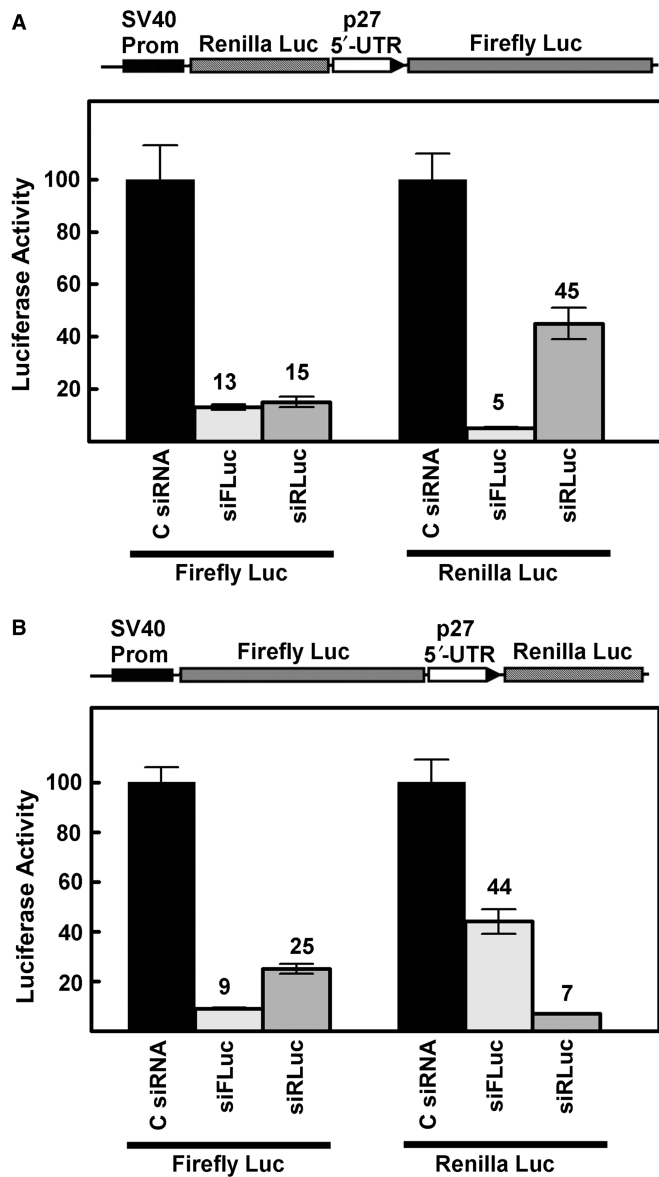 A
SV40
Prom
Renilla Luc
p27
5′-UTR
Firefly Luc
Luciferase Activity
100
80
60
40
20
13
15
5
45
C siRNA
siFLuc
siRLuc
C siRNA
siFLuc
siRLuc
Firefly Luc
Renilla Luc
B
SV40
Prom
Firefly Luc
p27
5′-UTR
Renilla Luc
Luciferase Activity
100
80
60
40
20
9
25
44
7
C siRNA
siFLuc
siRLuc
C siRNA
siFLuc
siRLuc
Firefly Luc
Renilla Luc